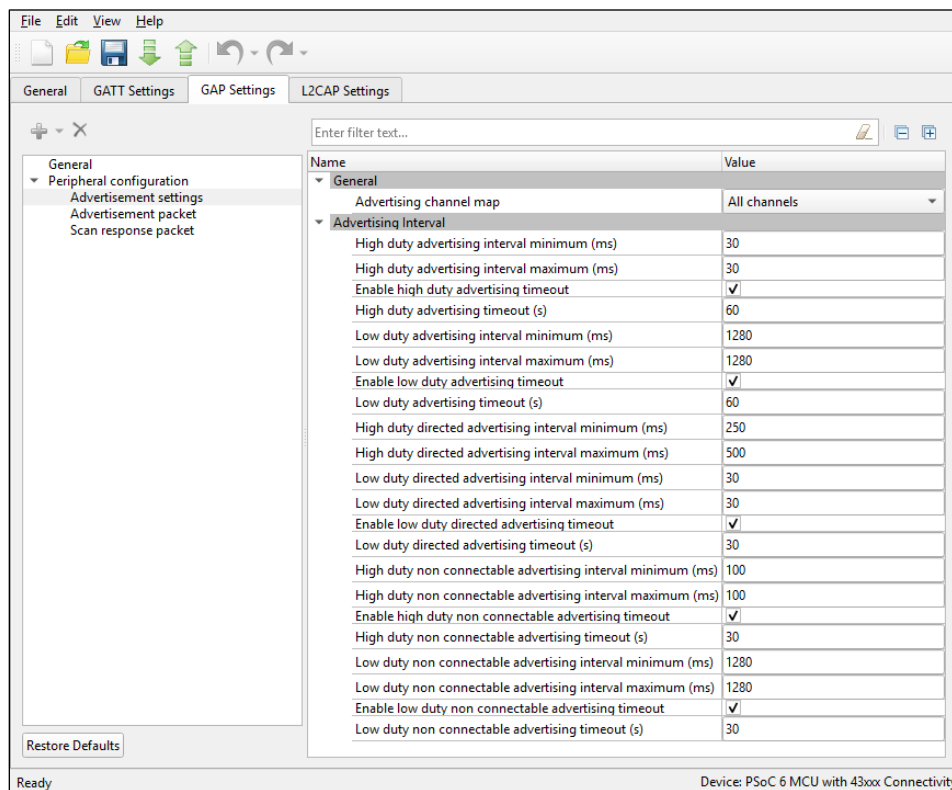 File Edit View Help
General GATT Settings GAP Settings L2CAP Settings
Enter filter text...
General
Peripheral configuration
Advertisement settings
Advertisement packet
Scan response packet
Name Value
General
Advertising channel map All channels
Advertising Interval
High duty advertising interval minimum (ms) 30
High duty advertising interval maximum (ms) 30
Enable high duty advertising timeout
High duty advertising timeout (s) 60
Low duty advertising interval minimum (ms) 1280
Low duty advertising interval maximum (ms) 1280
Enable low duty advertising timeout
Low duty advertising timeout (s) 60
High duty directed advertising interval minimum (ms) 250
High duty directed advertising interval maximum (ms) 500
Low duty directed advertising interval minimum (ms) 30
Low duty directed advertising interval maximum (ms) 30
Enable low duty directed advertising timeout
Low duty directed advertising timeout (s) 30
High duty non connectable advertising interval minimum (ms) 100
High duty non connectable advertising interval maximum (ms) 100
Enable high duty non connectable advertising timeout
High duty non connectable advertising timeout (s) 30
Low duty non connectable advertising interval minimum (ms) 1280
Low duty non connectable advertising interval maximum (ms) 1280
Enable low duty non connectable advertising timeout
Low duty non connectable advertising timeout (s) 30
Restore Defaults
Ready Device: PSoC 6 MCU with 43xxx Connectivity